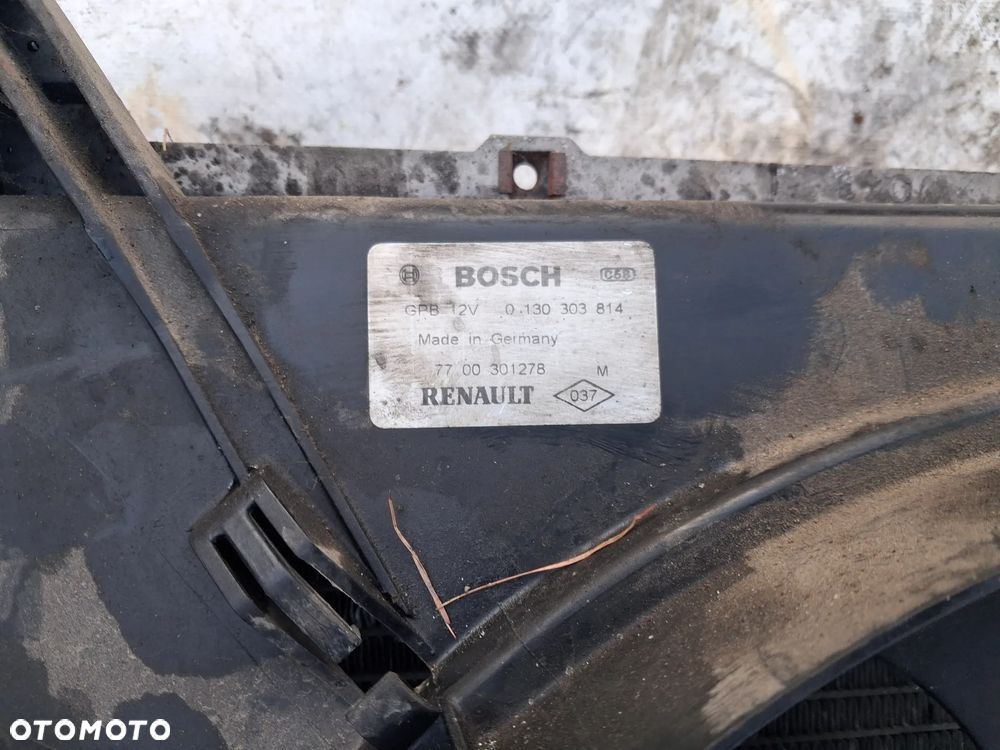 BOSCH
GPB 12V 0 130 303 814
Made in Germany
77 00 301278 M
RENAULT 037
OTOMOTO